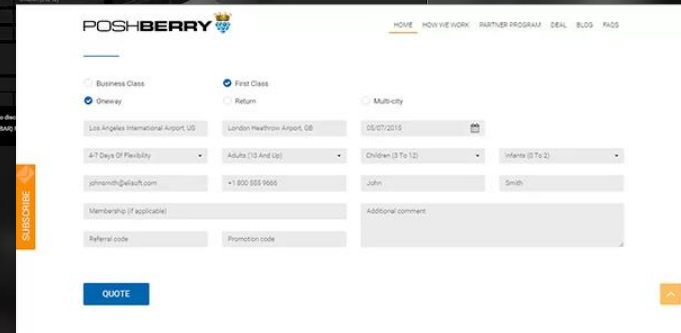 POSHBERRY
HOME HOW WE WORK PARTNER PROGRAM DEAL BLOG FAQS
Business Class First Class
Oneway Return Multi-city
Los Angeles International Airport, US London Heathrow Airport, GB 05/07/2015
4-7 Days Of Flexibility Adults (13 And Up) Children (3 To 12) Infants (0 To 2)
johnsmith@elisoft.com +1 800 555 9666 John Smith
Membership (if applicable) Additional comment
Referral code Promotion code
SUBSCRIBE
QUOTE